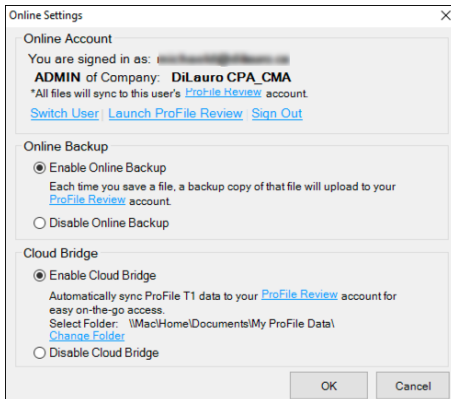 Online Settings
Online Account
You are signed in as:
ADMIN of Company: DiLauro CPA_CMA
*All files will sync to this user's ProFile Review account.
Switch User | Launch ProFile Review | Sign Out
Online Backup
Enable Online Backup
Each time you save a file, a backup copy of that file will upload to your
ProFile Review account.
Disable Online Backup
Cloud Bridge
Enable Cloud Bridge
Automatically sync ProFile T1 data to your ProFile Review account for
easy on-the-go access.
Select Folder: \\Mac\Home\Documents\My ProFile Data\
Change Folder
Disable Cloud Bridge
OK Cancel